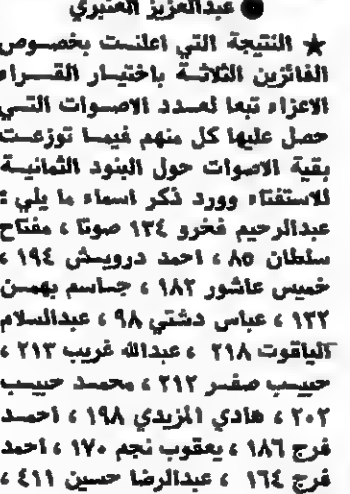 ● عبدالعزيز العنبري
★ النتيجة التي اعلنت بخصوص
الفائزين الثلاثة باختيار القراء
الاعزاء تبعا لعدد الاصوات التي
حصل عليها كل منهم فيما توزعت
بقية الاصوات حول البنود الثمانية
للاستفتاء وورد ذكر اسماء ما يلي :
عبدالرحيم فخرو ١٣٤ صوتا ، مفتاح
سلطان ٨٥ ، احمد درويش ١٩٤ ،
خميس عاشور ١٨٢ ، جساسم بهمن
١٢٢ ، عباس دشتي ٩٨ ، عبدالسلام
الياقوت ٢١٨ ، عبدالله غريب ٢١٣ ،
حبيب صفر ٢١٢ ، محمد حبيب
٢٠٢ ، هادي المزيدي ١٩٨ ، احمد
فرج ١٨٦ ، يعقوب نجم ١٧٠ ، احمد
فرج ١٦٤ ، عبدالرضا حسين ٤١١ ،